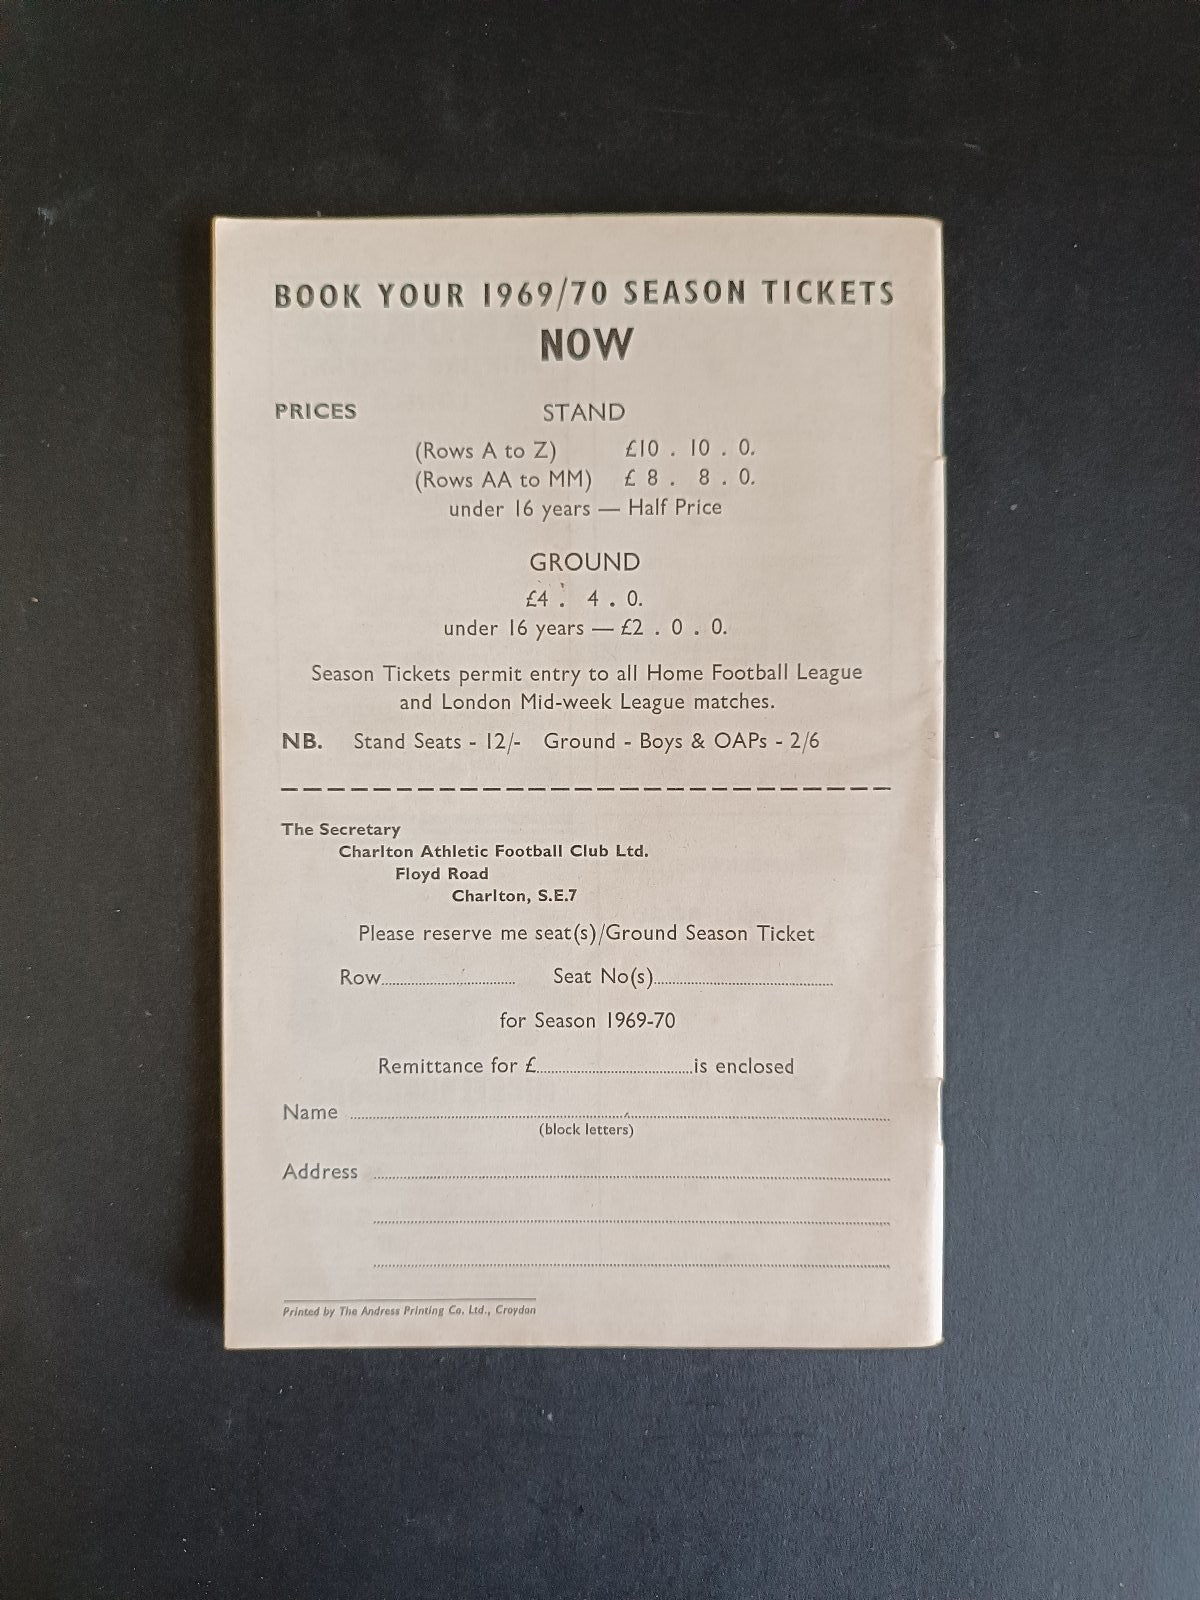 BOOK YOUR 1969/70 SEASON TICKETS
NOW
PRICES STAND
(Rows A to Z) £10 . 10 . 0.
(Rows AA to MM) £ 8 . 8 . 0.
under 16 years — Half Price
GROUND
£4 . 4 . 0.
under 16 years — £2 . 0 . 0.
Season Tickets permit entry to all Home Football League
and London Mid-week League matches.
NB. Stand Seats - 12/- Ground - Boys & OAPs - 2/6
The Secretary
Charlton Athletic Football Club Ltd.
Floyd Road
Charlton, S.E.7
Please reserve me seat(s)/Ground Season Ticket
Row.............................. Seat No(s)........................................
for Season 1969-70
Remittance for £...................................is enclosed
Name
(block letters)
Address
Printed by The Andress Printing Co. Ltd., Croydon